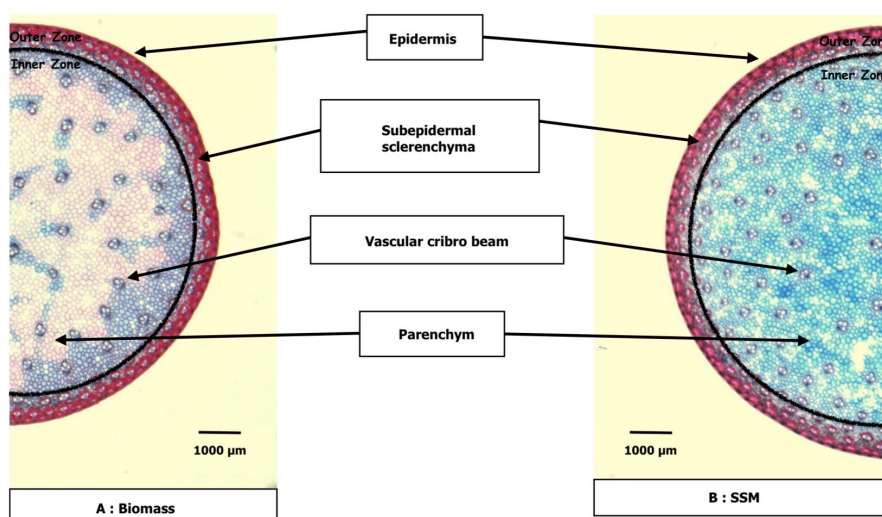 Epidermis
Outer Zone
Inner Zone
Outer Zone
Inner Zone
Subepidermal
sclerenchyma
Vascular cribro beam
Parenchym
1000 µm
1000 µm
A : Biomass
B : SSM